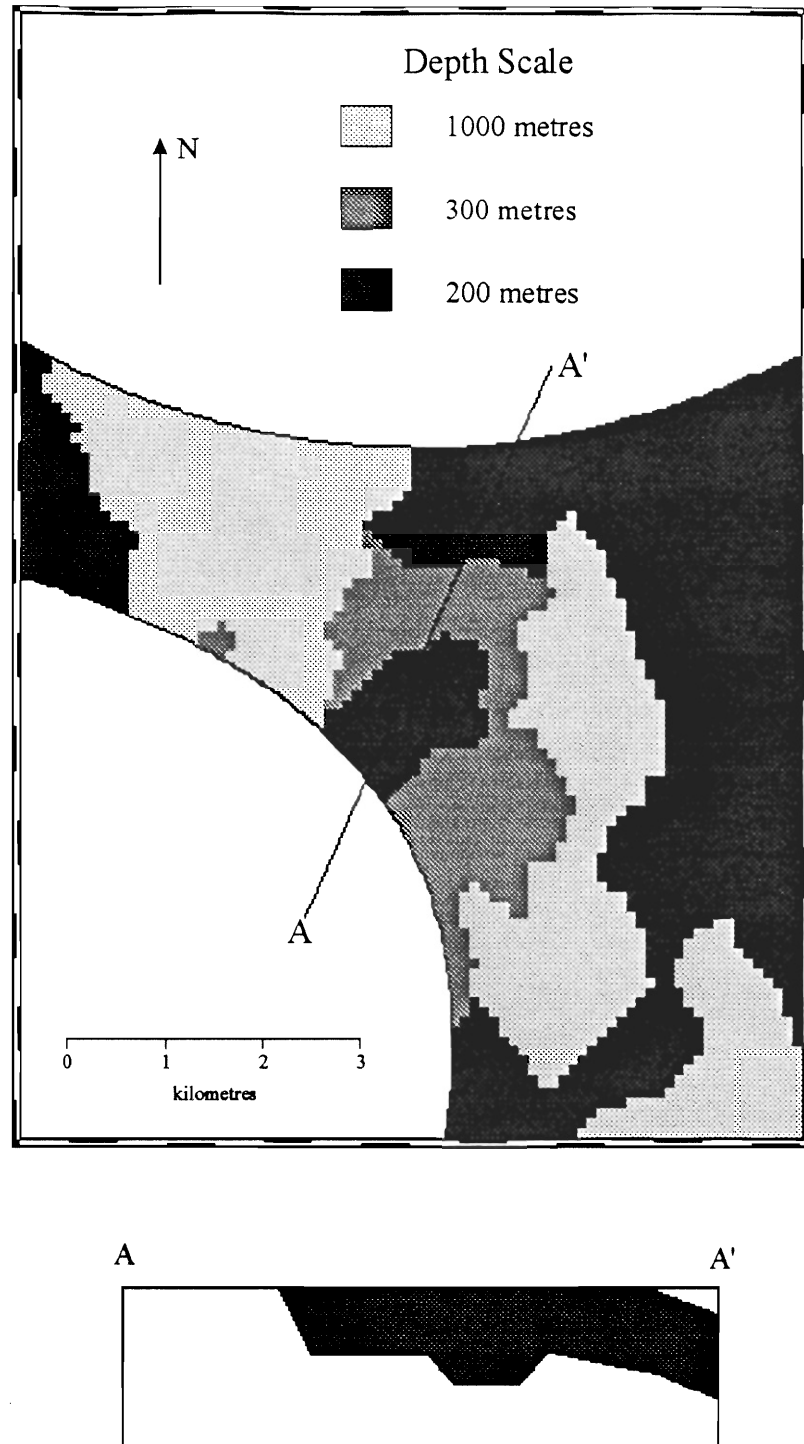 Depth Scale
1000 metres
N
300 metres
200 metres
A'
A
0 1 2 3
kilometres
A A'